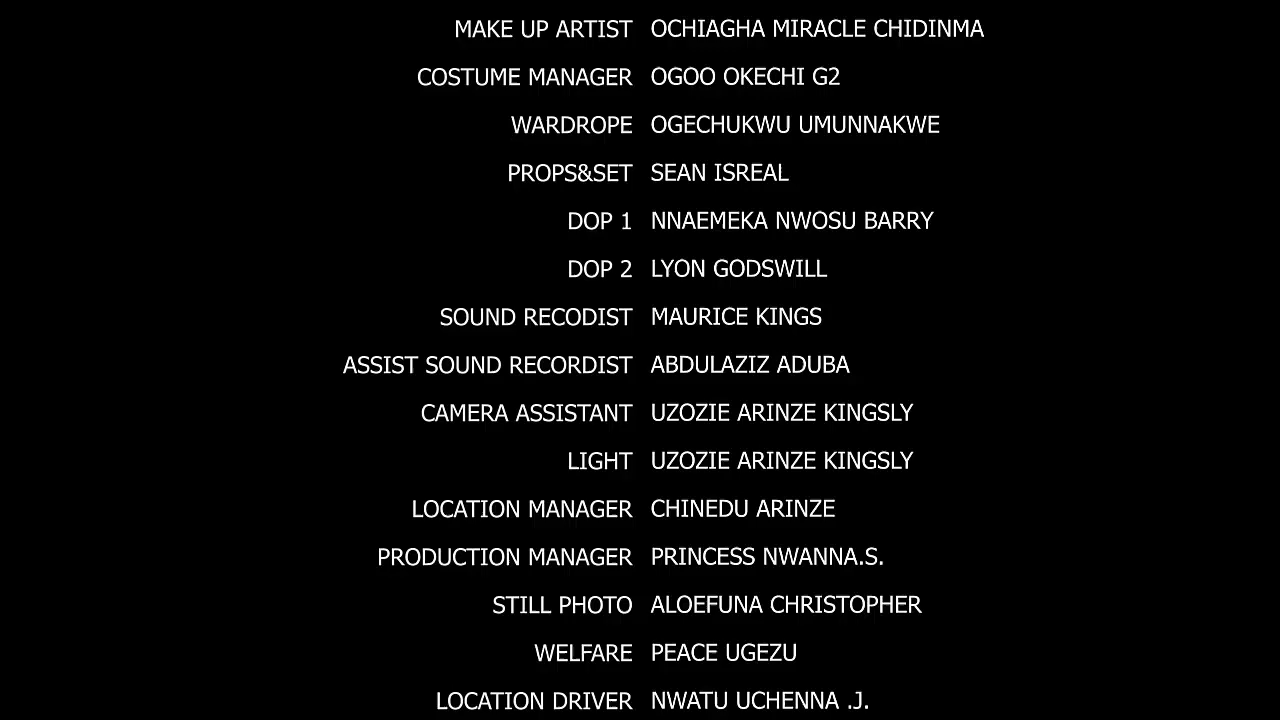 MAKE UP ARTIST OCHIAGHA MIRACLE CHIDINMA
COSTUME MANAGER OGOO OKECHI G2
WARDROPE OGECHUKWU UMUNNAKWE
PROPS&SET SEAN ISREAL
DOP 1 NNAEMEKA NWOSU BARRY
DOP 2 LYON GODSWILL
SOUND RECODIST MAURICE KINGS
ASSIST SOUND RECORDIST ABDULAZIZ ADUBA
CAMERA ASSISTANT UZOZIE ARINZE KINGSLY
LIGHT UZOZIE ARINZE KINGSLY
LOCATION MANAGER CHINEDU ARINZE
PRODUCTION MANAGER PRINCESS NWANNA.S.
STILL PHOTO ALOEFUNA CHRISTOPHER
WELFARE PEACE UGEZU
LOCATION DRIVER NWATU UCHENNA .J.